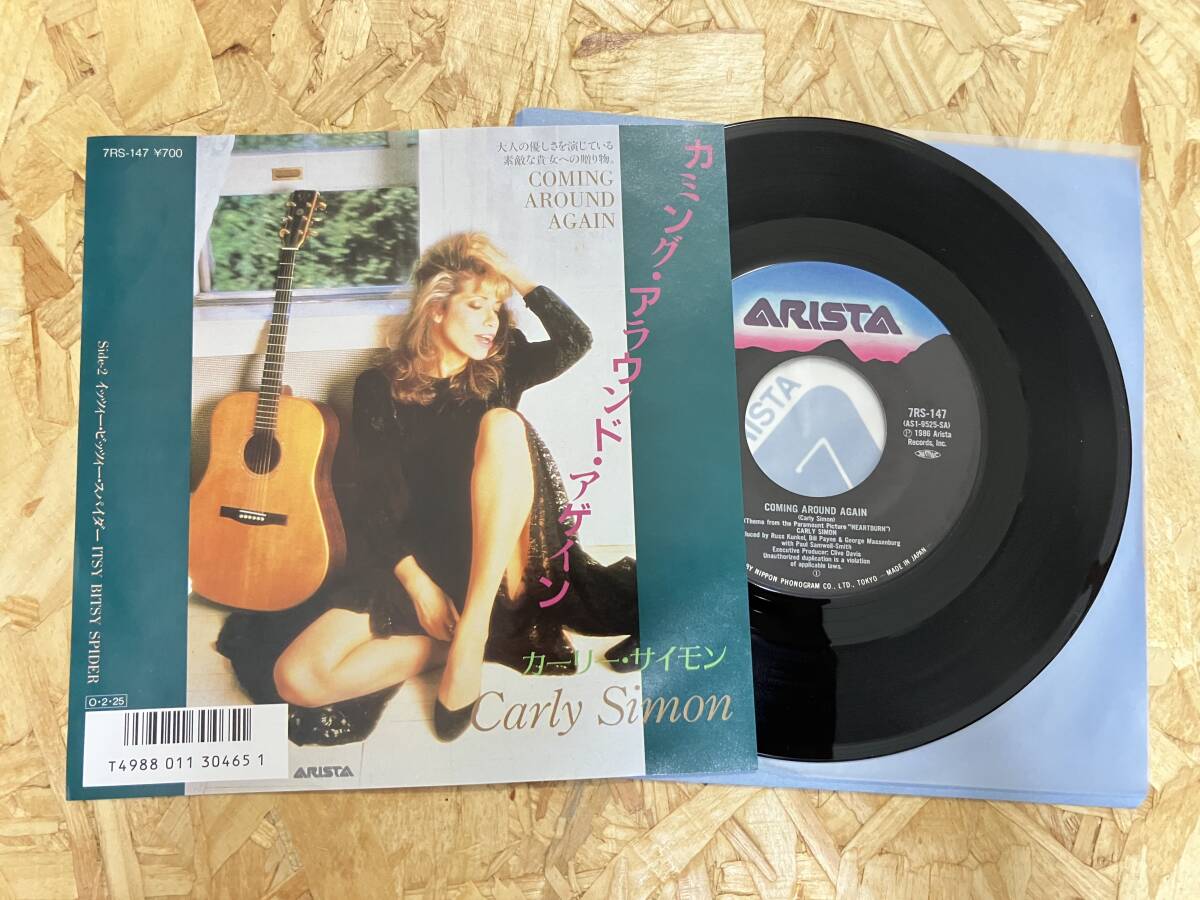 7RS-147 ¥700
大人の優しさを演じている
素敵な貴女への贈り物。
COMING
AROUND
AGAIN
カミング・アラウンド・アゲイン
カーリー・サイモン
Carly Simon
Side-2 イッツィー・ビッツィー・スパイダー ITSY BITSY SPIDER
O・2・25
T4988 011 30465 1
ARISTA
ARISTA
ISTA
7RS-147
(AS1-9525-SA)
Ⓟ 1986 Arista
Records, Inc.
COMING AROUND AGAIN
(Carly Simon)
(Theme from the Paramount Picture "HEARTBURN")
CARLY SIMON
duced by Russ Kunkel, Bill Payne & George Massenburg
with Paul Samwell-Smith
Executive Producer: Clive Davis
Unauthorized duplication is a violation
of applicable laws.
①
BY NIPPON PHONOGRAM CO., LTD., TOKYO — MADE IN JAPAN